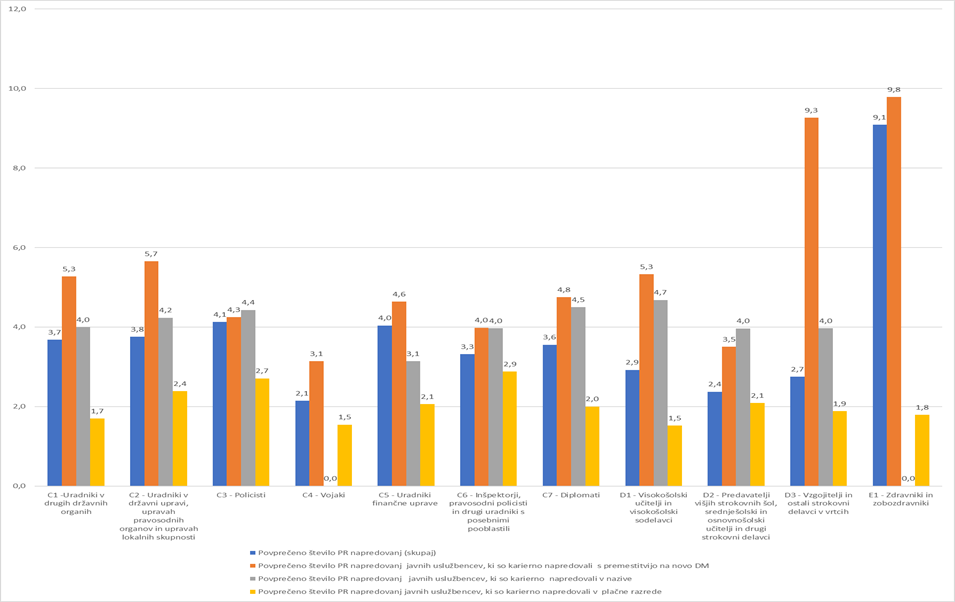 12,0
10,0
8,0
6,0
4,0
2,0
0,0
3,7
5,3
4,0
1,7
3,8
5,7
4,2
2,4
4,1
4,3
4,4
2,7
2,1
3,1
0,0
1,5
4,0
4,6
3,1
2,1
3,3
4,0
4,0
2,9
3,6
4,8
4,5
2,0
2,9
5,3
4,7
1,5
2,4
3,5
4,0
2,1
2,7
9,3
4,0
1,9
9,1
9,8
0,0
1,8
C1 -Uradniki v
drugih državnih
organih
C2 - Uradniki v
državni upravi,
upravah
pravosodnih
organov in upravah
lokalnih skupnosti
C3 - Policisti
C4 - Vojaki
C5 - Uradniki
finančne uprave
C6 - Inšpektorji,
pravosodni policisti
in drugi uradniki s
posebnimi
pooblastili
C7 - Diplomati
D1 - Visokošolski
učitelji in
visokošolski
sodelavci
D2 - Predavatelji
višjih strokovnih šol,
srednješolski in
osnovnošolski
učitelji in drugi
strokovni delavci
D3 - Vzgojitelji in
ostali strokovni
delavci v vrtcih
E1 - Zdravniki in
zobozdravniki
Povprečeno število PR napredovanj (skupaj)
Povprečeno število PR napredovanj javnih uslužbencev, ki so karierno napredovali s premestitvijo na novo DM
Povprečeno število PR napredovanj javnih uslužbencev, ki so karierno napredovali v nazive
Povprečeno število PR napredovanj javnih uslužbencev, ki so karierno napredovali v plačne razrede